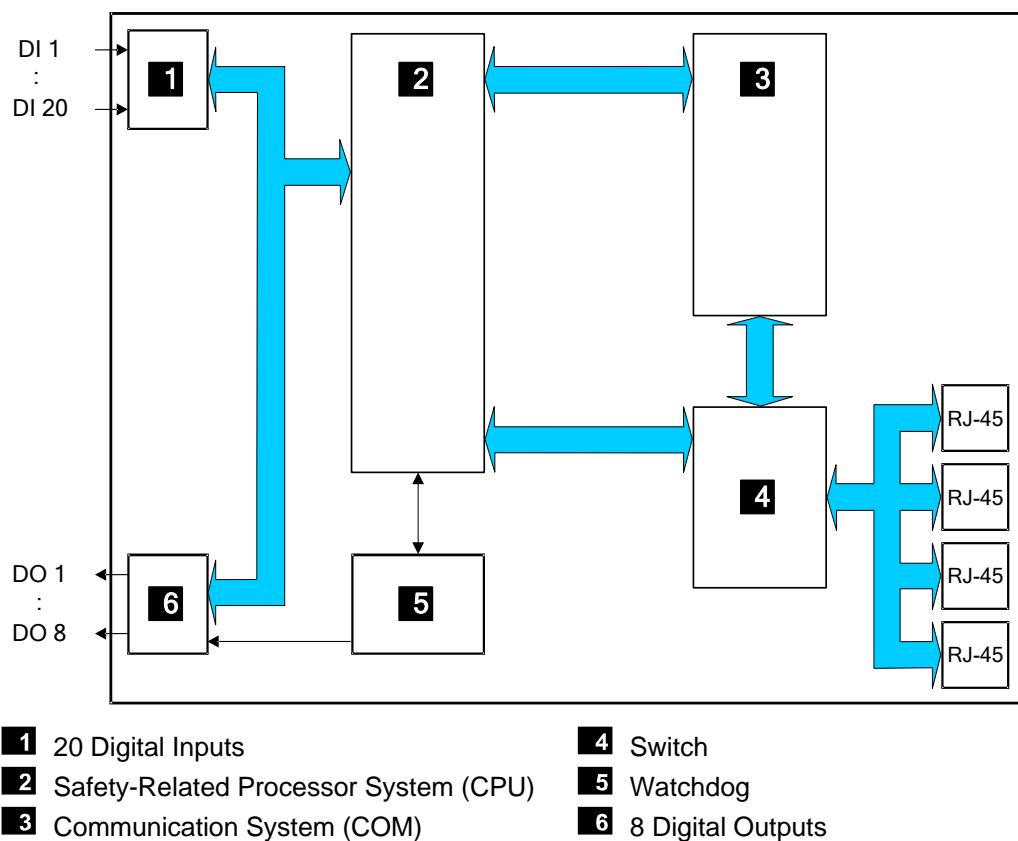 DI 1
:
DI 20
1
2
3
RJ-45
RJ-45
RJ-45
RJ-45
4
5
6
DO 1
:
DO 8
1 20 Digital Inputs
2 Safety-Related Processor System (CPU)
3 Communication System (COM)
4 Switch
5 Watchdog
6 8 Digital Outputs